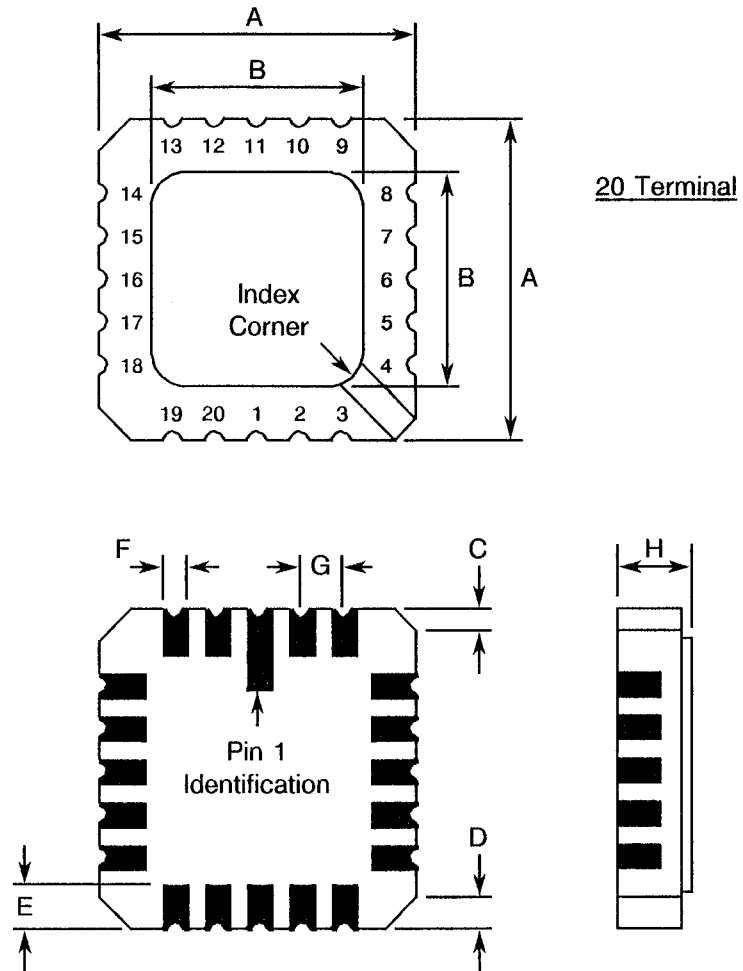 A
B
13 12 11 10 9
20 Terminal
14 8
15 7
16 6
17 5
18 4
B
A
Index
Corner
19 20 1 2 3
F
G
C
H
Pin 1
Identification
D
E